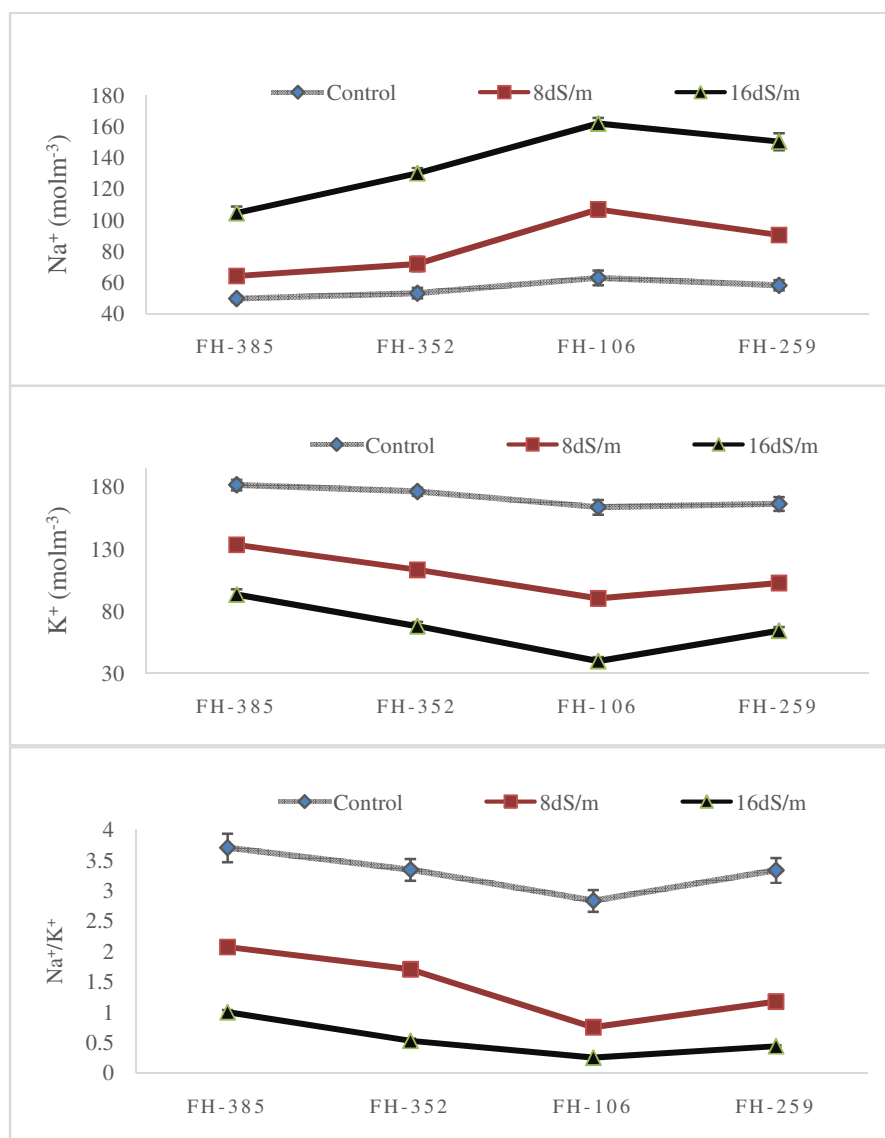 Control 8dS/m 16dS/m
180
160
140
120
100
80
60
40
Na⁺ (molm⁻³)
FH-385 FH-352 FH-106 FH-259
Control 8dS/m 16dS/m
180
130
80
30
K⁺ (molm⁻³)
FH-385 FH-352 FH-106 FH-259
Control 8dS/m 16dS/m
4
3.5
3
2.5
2
1.5
1
0.5
0
Na⁺/K⁺
FH-385 FH-352 FH-106 FH-259